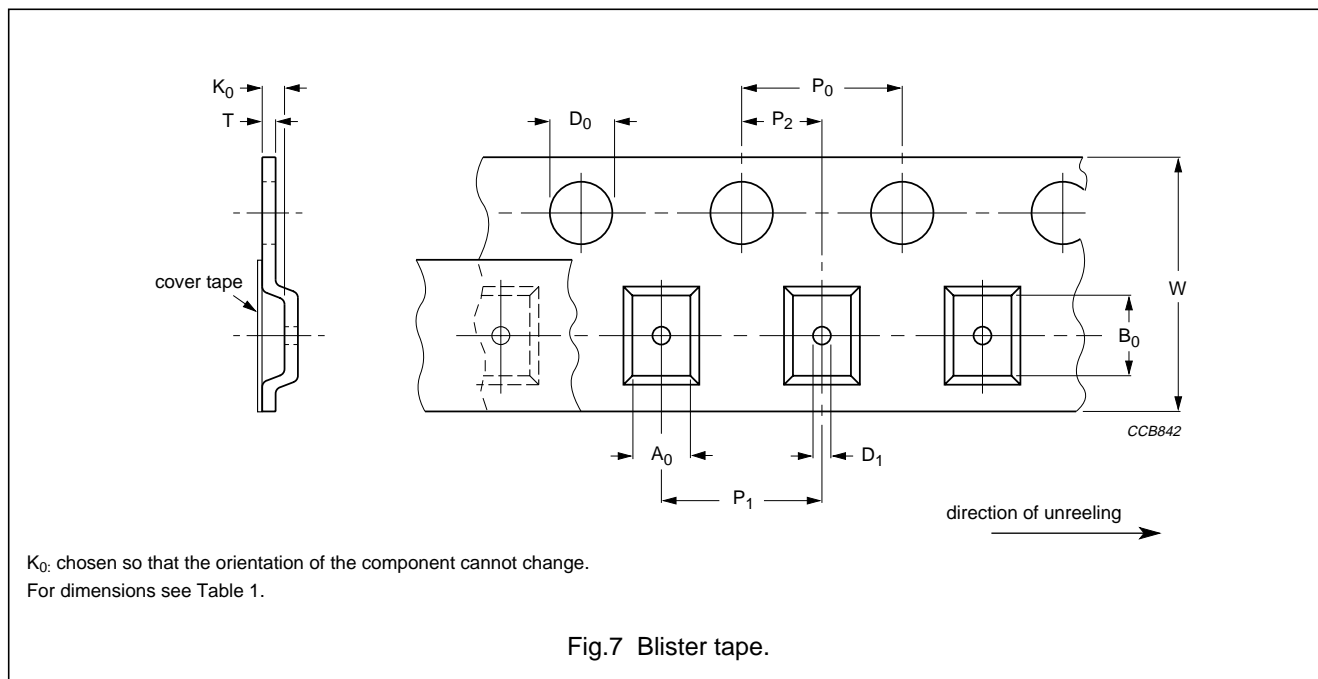 K0
T
D0
P0
P2
cover tape
W
B0
CCB842
A0
D1
P1
direction of unreeling
K0: chosen so that the orientation of the component cannot change.
For dimensions see Table 1.
Fig.7 Blister tape.